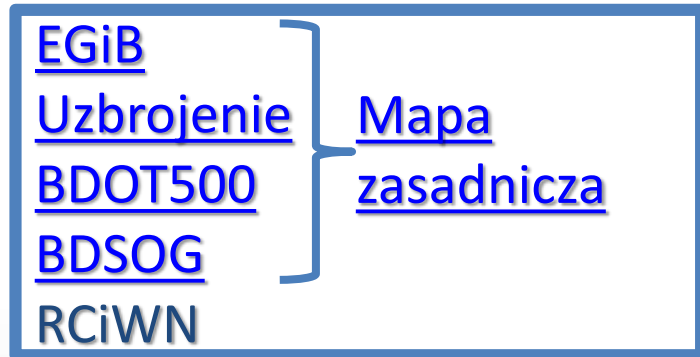 EGiB
Uzbrojenie
BDOT500
BDSOG
RCiWN
Mapa
zasadnicza